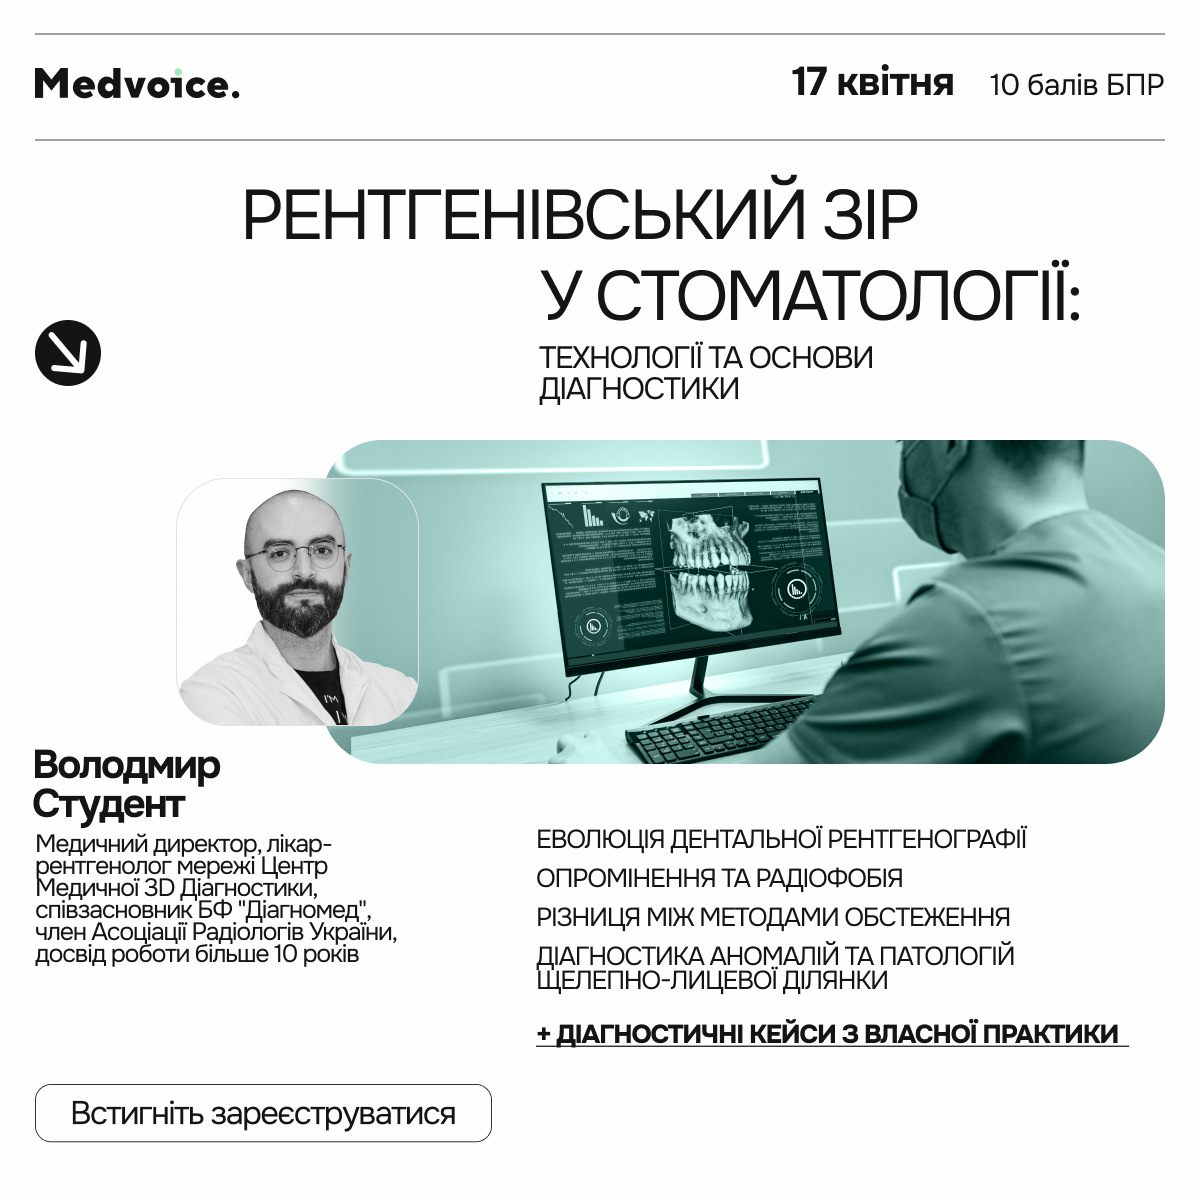 Medvoice.
17 квітня
10 балів БПР
РЕНТГЕНІВСЬКИЙ ЗІР
У СТОМАТОЛОГІЇ:
ТЕХНОЛОГІЇ ТА ОСНОВИ
ДІАГНОСТИКИ
I'M
Володмир
Студент
Медичний директор, лікар-
рентгенолог мережі Центр
Медичної 3D Діагностики,
співзасновник БФ "Діагномед",
член Асоціації Радіологів України,
досвід роботи більше 10 років
ЕВОЛЮЦІЯ ДЕНТАЛЬНОЇ РЕНТГЕНОГРАФІЇ
ОПРОМІНЕННЯ ТА РАДІОФОБІЯ
РІЗНИЦЯ МІЖ МЕТОДАМИ ОБСТЕЖЕННЯ
ДІАГНОСТИКА АНОМАЛІЙ ТА ПАТОЛОГІЙ
ЩЕЛЕПНО-ЛИЦЕВОЇ ДІЛЯНКИ
+ ДІАГНОСТИЧНІ КЕЙСИ З ВЛАСНОЇ ПРАКТИКИ
Встигніть зареєструватися